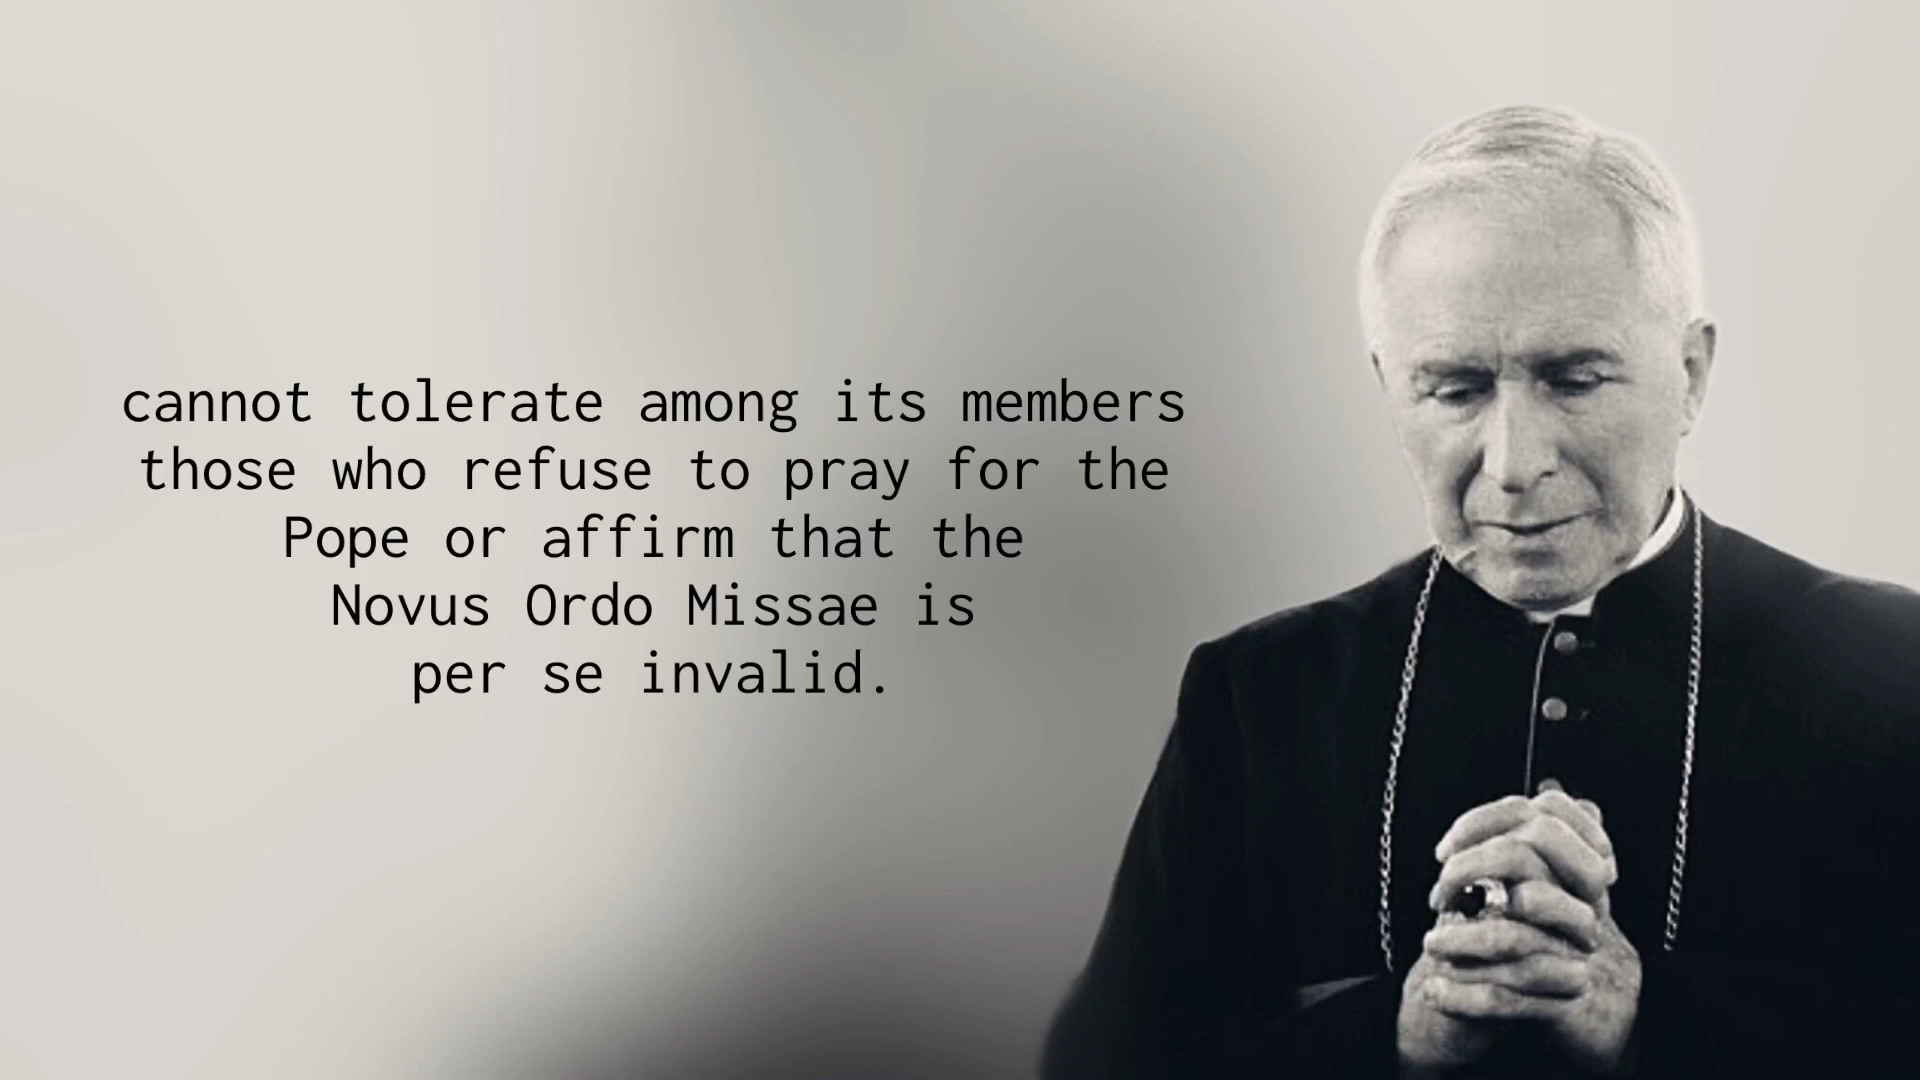 cannot tolerate among its members
those who refuse to pray for the
Pope or affirm that the
Novus Ordo Missae is
per se invalid.